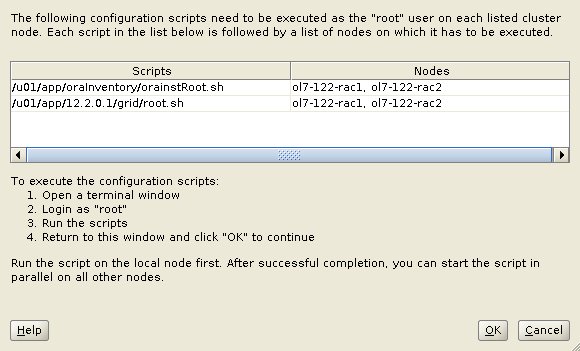 The following configuration scripts need to be executed as the "root" user on each listed cluster
node. Each script in the list below is followed by a list of nodes on which it has to be executed.
Scripts Nodes
/u01/app/oraInventory/orainstRoot.sh ol7-122-rac1, ol7-122-rac2
/u01/app/12.2.0.1/grid/root.sh ol7-122-rac1, ol7-122-rac2
To execute the configuration scripts:
1. Open a terminal window
2. Login as "root"
3. Run the scripts
4. Return to this window and click "OK" to continue
Run the script on the local node first. After successful completion, you can start the script in
parallel on all other nodes.
Help OK Cancel